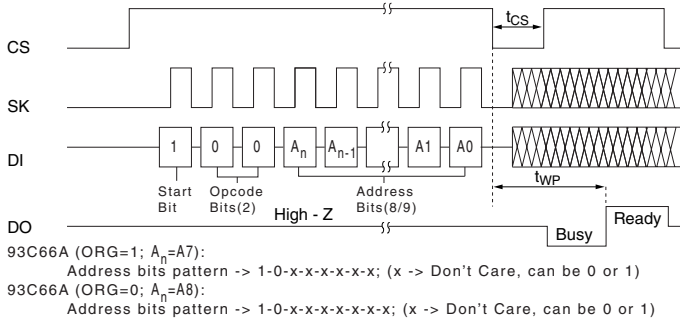 CS
tCS
SK
DI
1 0 0 An An-1 A1 A0
Start Bit
Opcode Bits(2)
Address Bits(8/9)
tWP
High - Z
DO
Busy
Ready
93C66A (ORG=1; An=A7):
Address bits pattern -> 1-0-x-x-x-x-x-x; (x -> Don't Care, can be 0 or 1)
93C66A (ORG=0; An=A8):
Address bits pattern -> 1-0-x-x-x-x-x-x-x; (x -> Don't Care, can be 0 or 1)